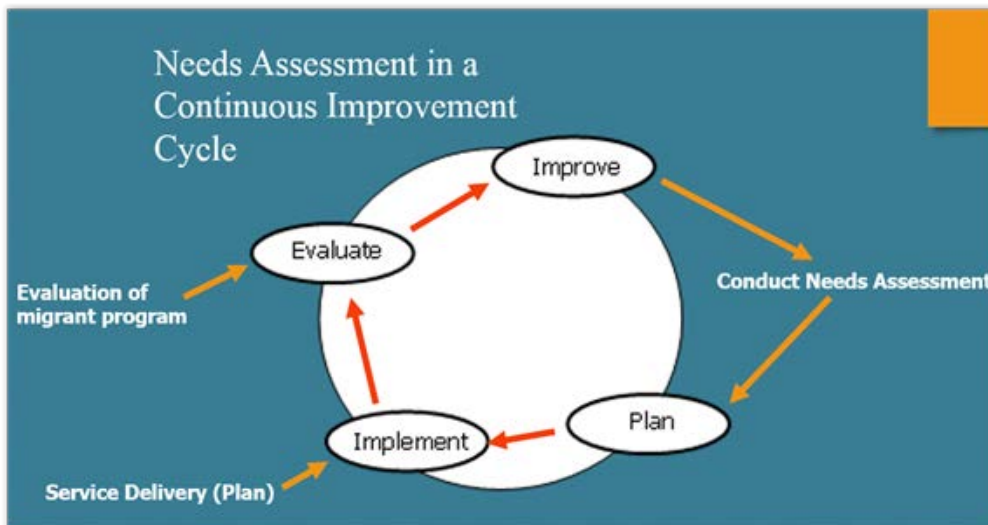 Needs Assessment in a
Continuous Improvement
Cycle
Improve
Evaluate
Conduct Needs Assessment
Evaluation of
migrant program
Plan
Implement
Service Delivery (Plan)